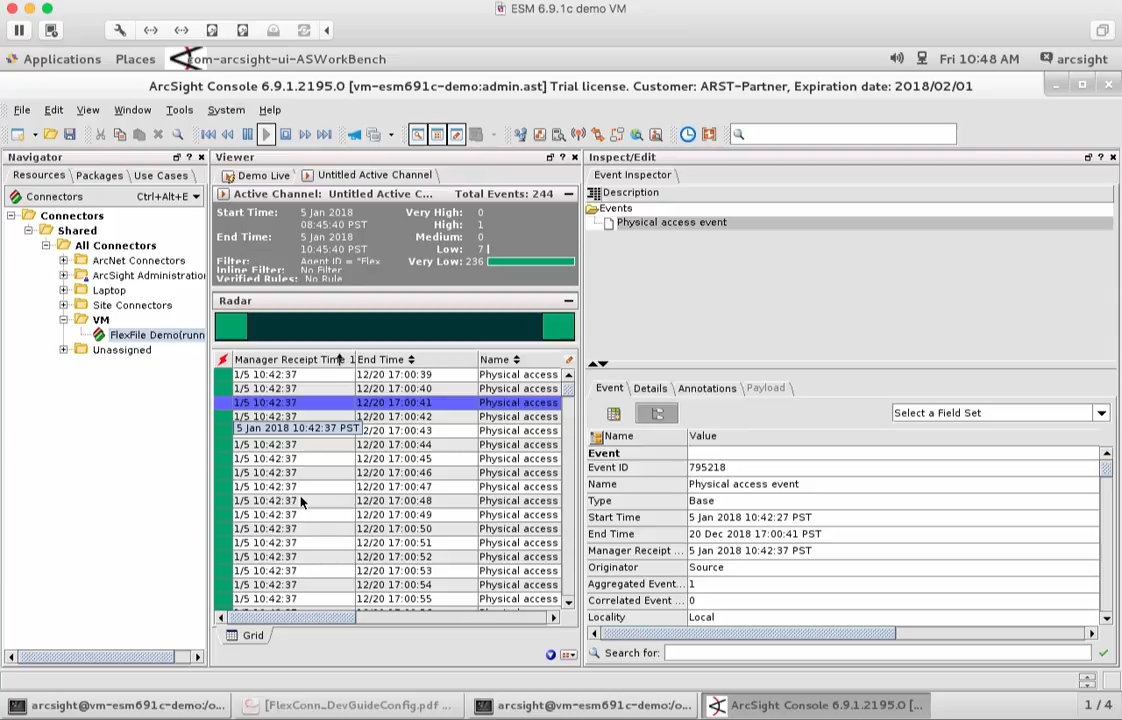 ESM 6.9.1c demo VM
Applications Places com-arcsight-ui-ASWorkBench Fri 10:48 AM arcsight
ArcSight Console 6.9.1.2195.0 [vm-esm691c-demo:admin.ast] Trial license. Customer: ARST-Partner, Expiration date: 2018/02/01
File Edit View Window Tools System Help
Navigator
Resources Packages Use Cases
Connectors Ctrl+Alt+E
Connectors
Shared
All Connectors
ArcNet Connectors
ArcSight Administratio
Laptop
Site Connectors
VM
FlexFile Demo(runn
Unassigned
Viewer
Demo Live Untitled Active Channel
Active Channel: Untitled Active C... Total Events: 244
Start Time: 5 Jan 2018 Very High: 0
08:45:40 PST High: 1
End Time: 5 Jan 2018 Medium: 0
10:45:40 PST Low: 7
Filter: Agent ID = "Flex Very Low: 236
Inline Filter: No Filter
Verified Rules: No Rule
Radar
Manager Receipt Time 1 End Time Name
1/5 10:42:37 12/20 17:00:39 Physical access
1/5 10:42:37 12/20 17:00:40 Physical access
1/5 10:42:37 12/20 17:00:41 Physical access
1/5 10:42:37 12/20 17:00:42 Physical access
5 Jan 2018 10:42:37 PST 12/20 17:00:43 Physical access
1/5 10:42:37 12/20 17:00:44 Physical access
1/5 10:42:37 12/20 17:00:45 Physical access
1/5 10:42:37 12/20 17:00:46 Physical access
1/5 10:42:37 12/20 17:00:47 Physical access
1/5 10:42:37 12/20 17:00:48 Physical access
1/5 10:42:37 12/20 17:00:49 Physical access
1/5 10:42:37 12/20 17:00:50 Physical access
1/5 10:42:37 12/20 17:00:51 Physical access
1/5 10:42:37 12/20 17:00:52 Physical access
1/5 10:42:37 12/20 17:00:53 Physical access
1/5 10:42:37 12/20 17:00:54 Physical access
1/5 10:42:37 12/20 17:00:55 Physical access
Grid
Inspect/Edit
Event Inspector
Description
Events
Physical access event
Event Details Annotations Payload
Select a Field Set
Name Value
Event
Event ID 795218
Name Physical access event
Type Base
Start Time 5 Jan 2018 10:42:27 PST
End Time 20 Dec 2018 17:00:41 PST
Manager Receipt ... 5 Jan 2018 10:42:37 PST
Originator Source
Aggregated Event... 1
Correlated Event ... 0
Locality Local
Search for:
arcsight@vm-esm691c-demo:/o... [FlexConn_DevGuideConfig.pdf ... arcsight@vm-esm691c-demo:/o... ArcSight Console 6.9.1.2195.0 [... 1 / 4